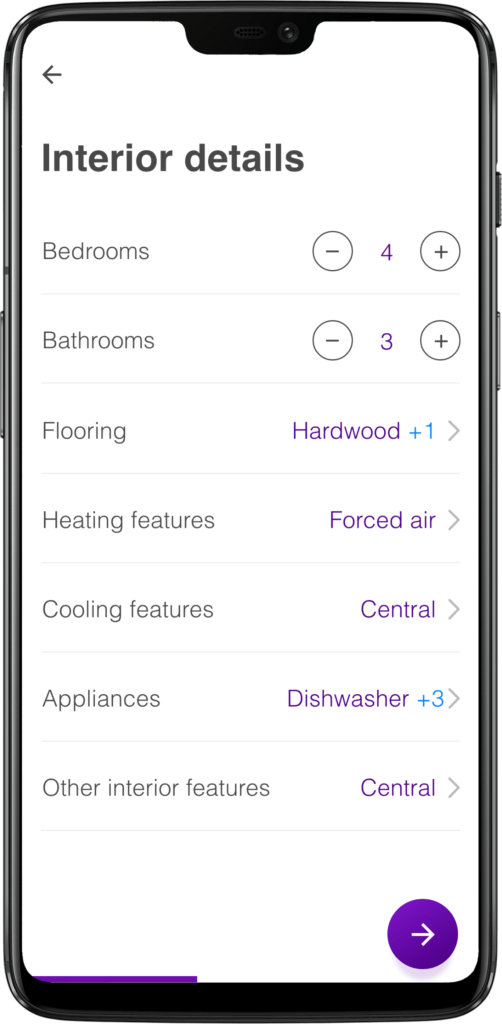 Interior details
Bedrooms − 4 +
Bathrooms − 3 +
Flooring Hardwood +1
Heating features Forced air
Cooling features Central
Appliances Dishwasher +3
Other interior features Central